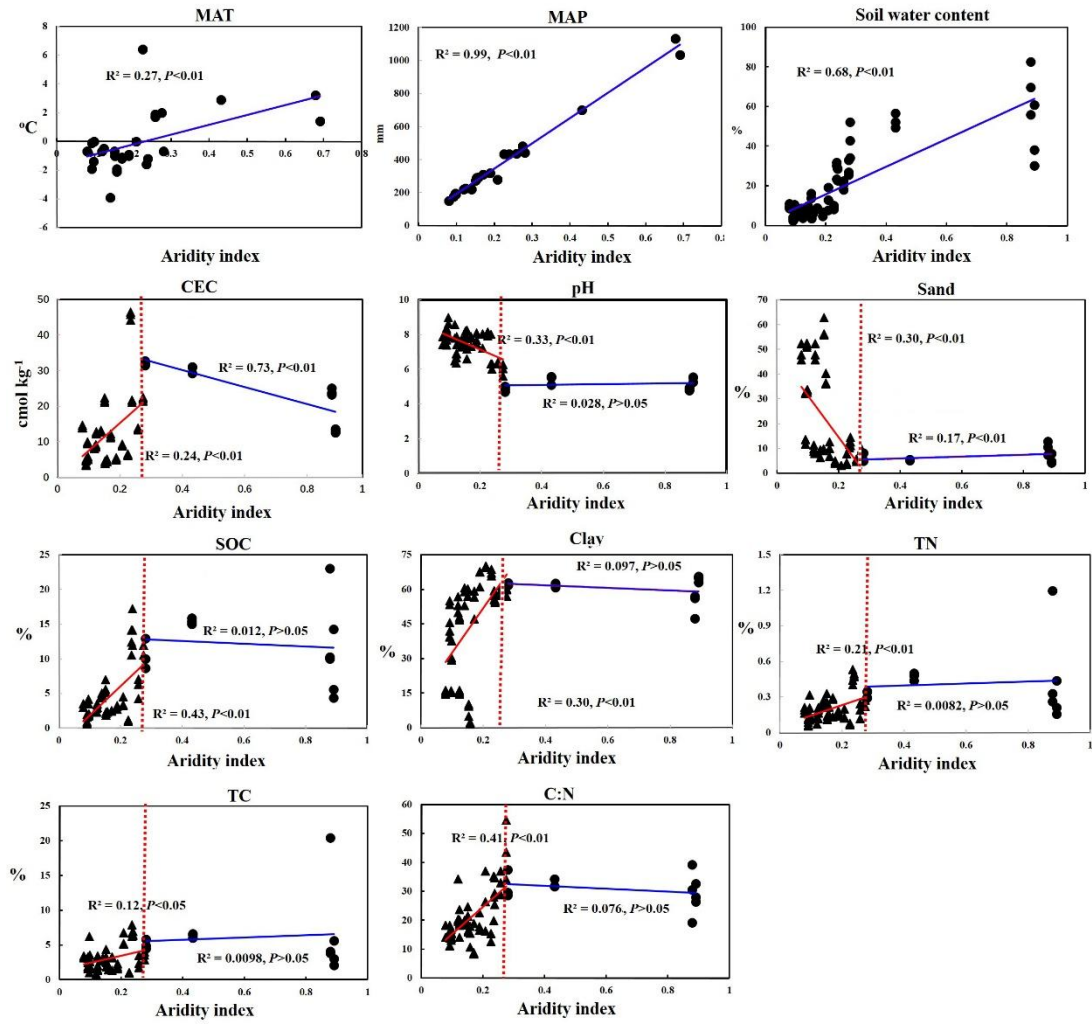 MAT
8
6
4
2
0
-2
-4
-6
°C
R² = 0.27, P<0.01
0 0.1 0.2 0.3 0.4 0.5 0.6 0.7 0.8
Aridity index
MAP
1200
1000
800
600
400
200
0
mm
R² = 0.99, P<0.01
0 0.1 0.2 0.3 0.4 0.5 0.6 0.7 0.8
Aridity index
Soil water content
100
80
60
40
20
0
%
R² = 0.68, P<0.01
0 0.2 0.4 0.6 0.8 1
Aridity index
CEC
50
40
30
20
10
0
cmol kg⁻¹
R² = 0.73, P<0.01
R² = 0.24, P<0.01
0 0.2 0.4 0.6 0.8 1
Aridity index
pH
10
8
6
4
2
0
R² = 0.33, P<0.01
R² = 0.028, P>0.05
0 0.2 0.4 0.6 0.8 1
Aridity index
Sand
70
60
50
40
30
20
10
0
%
R² = 0.30, P<0.01
R² = 0.17, P<0.01
0 0.2 0.4 0.6 0.8 1
Aridity index
SOC
25
20
15
10
5
0
%
R² = 0.012, P>0.05
R² = 0.43, P<0.01
0 0.2 0.4 0.6 0.8 1
Aridity index
Clay
75
60
45
30
15
0
%
R² = 0.097, P>0.05
R² = 0.30, P<0.01
0 0.2 0.4 0.6 0.8 1
Aridity index
TN
1.5
1.2
0.9
0.6
0.3
0
%
R² = 0.21, P<0.01
R² = 0.0082, P>0.05
0 0.2 0.4 0.6 0.8 1
Aridity index
TC
25
20
15
10
5
0
%
R² = 0.12, P<0.05
R² = 0.0098, P>0.05
0 0.2 0.4 0.6 0.8 1
Aridity index
C:N
60
50
40
30
20
10
0
R² = 0.41, P<0.01
R² = 0.076, P>0.05
0 0.2 0.4 0.6 0.8 1
Aridity index